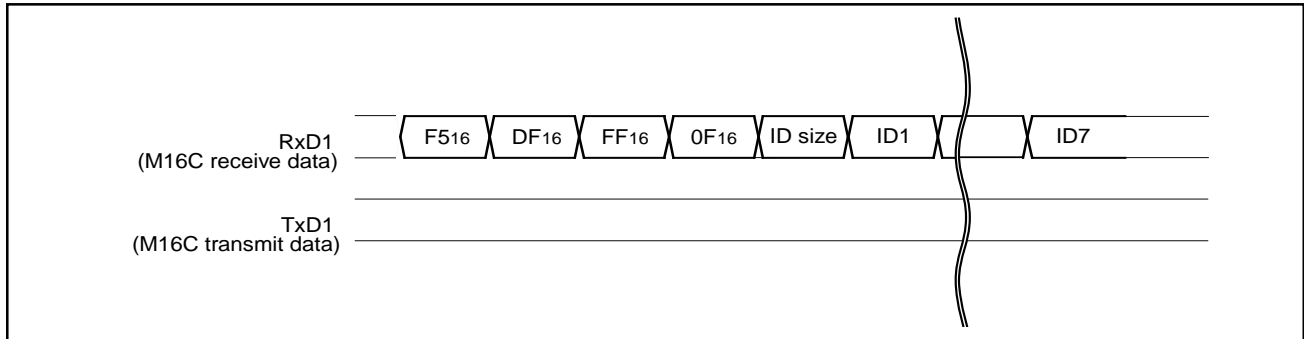 RxD1
(M16C receive data)
F516 DF16 FF16 0F16 ID size ID1 ID7
TxD1
(M16C transmit data)